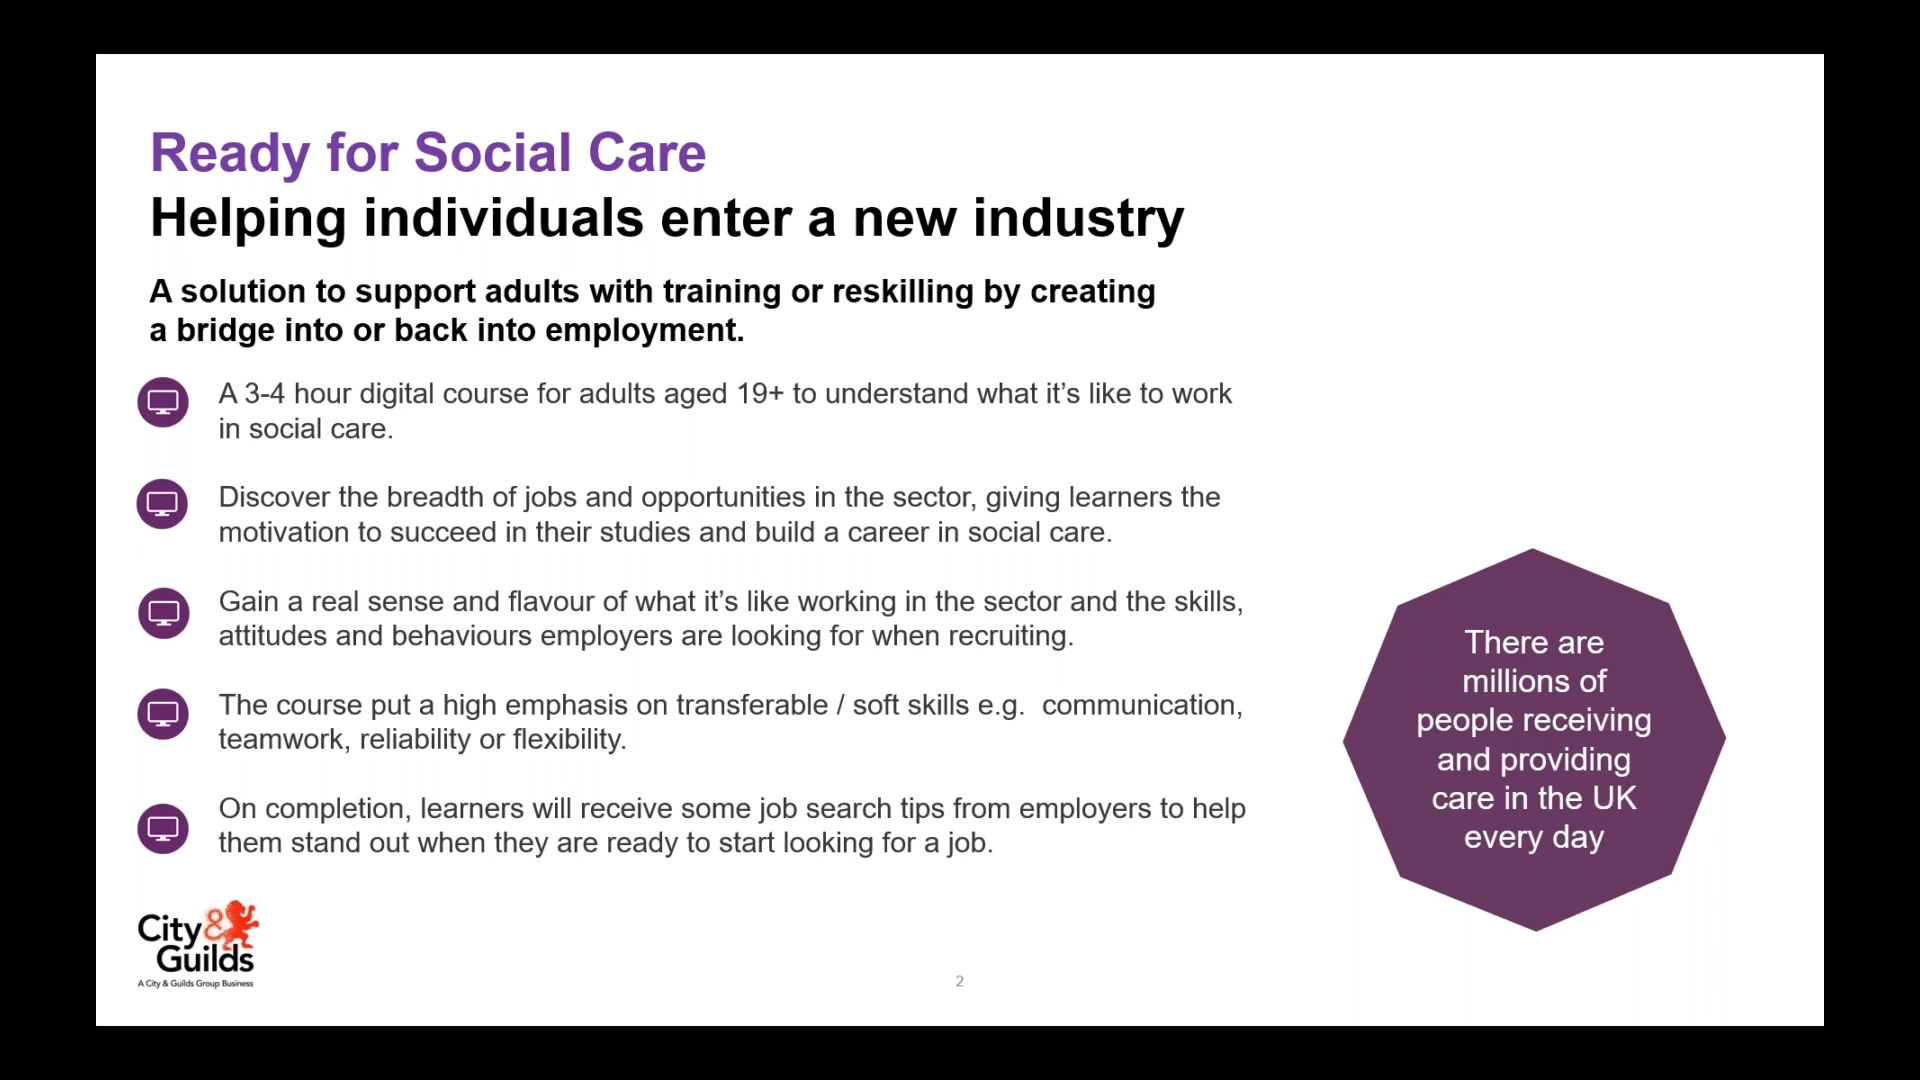 Ready for Social Care
Helping individuals enter a new industry
A solution to support adults with training or reskilling by creating
a bridge into or back into employment.
A 3-4 hour digital course for adults aged 19+ to understand what it’s like to work
in social care.
Discover the breadth of jobs and opportunities in the sector, giving learners the
motivation to succeed in their studies and build a career in social care.
Gain a real sense and flavour of what it’s like working in the sector and the skills,
attitudes and behaviours employers are looking for when recruiting.
The course put a high emphasis on transferable / soft skills e.g.  communication,
teamwork, reliability or flexibility.
On completion, learners will receive some job search tips from employers to help
them stand out when they are ready to start looking for a job.
There are
millions of
people receiving
and providing
care in the UK
every day
City &
Guilds
A City & Guilds Group Business
2